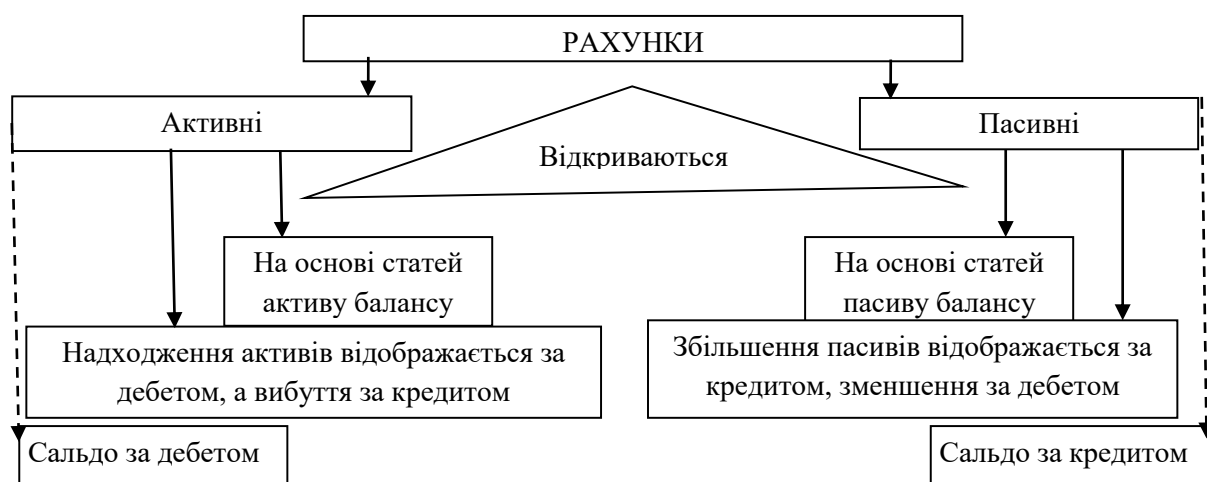 РАХУНКИ
Активні
Пасивні
Відкриваються
На основі статей
активу балансу
На основі статей
пасиву балансу
Надходження активів відображається за
дебетом, а вибуття за кредитом
Збільшення пасивів відображається за
кредитом, зменшення за дебетом
Сальдо за дебетом
Сальдо за кредитом